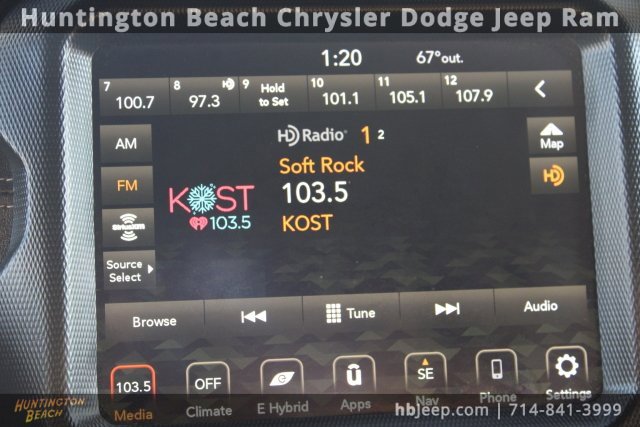 Huntington Beach Chrysler Dodge Jeep Ram
1:20 67°out.
7 100.7 8 97.3 HD 9 Hold to Set 10 101.1 11 105.1 12 107.9
AM
HD Radio 1 2
Map
FM
Soft Rock
HD
KOST
103.5
103.5
KOST
SiriusXM
Source
Select
Browse Tune Audio
103.5 OFF e ū SE
Media Climate E Hybrid Apps Nav Phone Settings
HUNTINGTON
BEACH
hbjeep.com | 714-841-3999